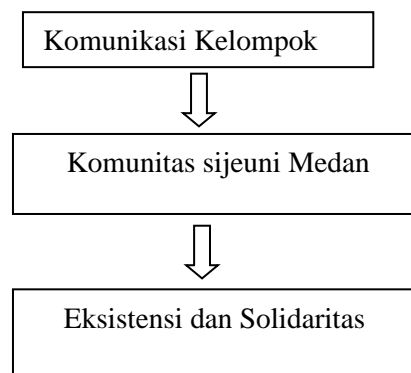 Komunikasi Kelompok
Komunitas sijeuni Medan
Eksistensi dan Solidaritas